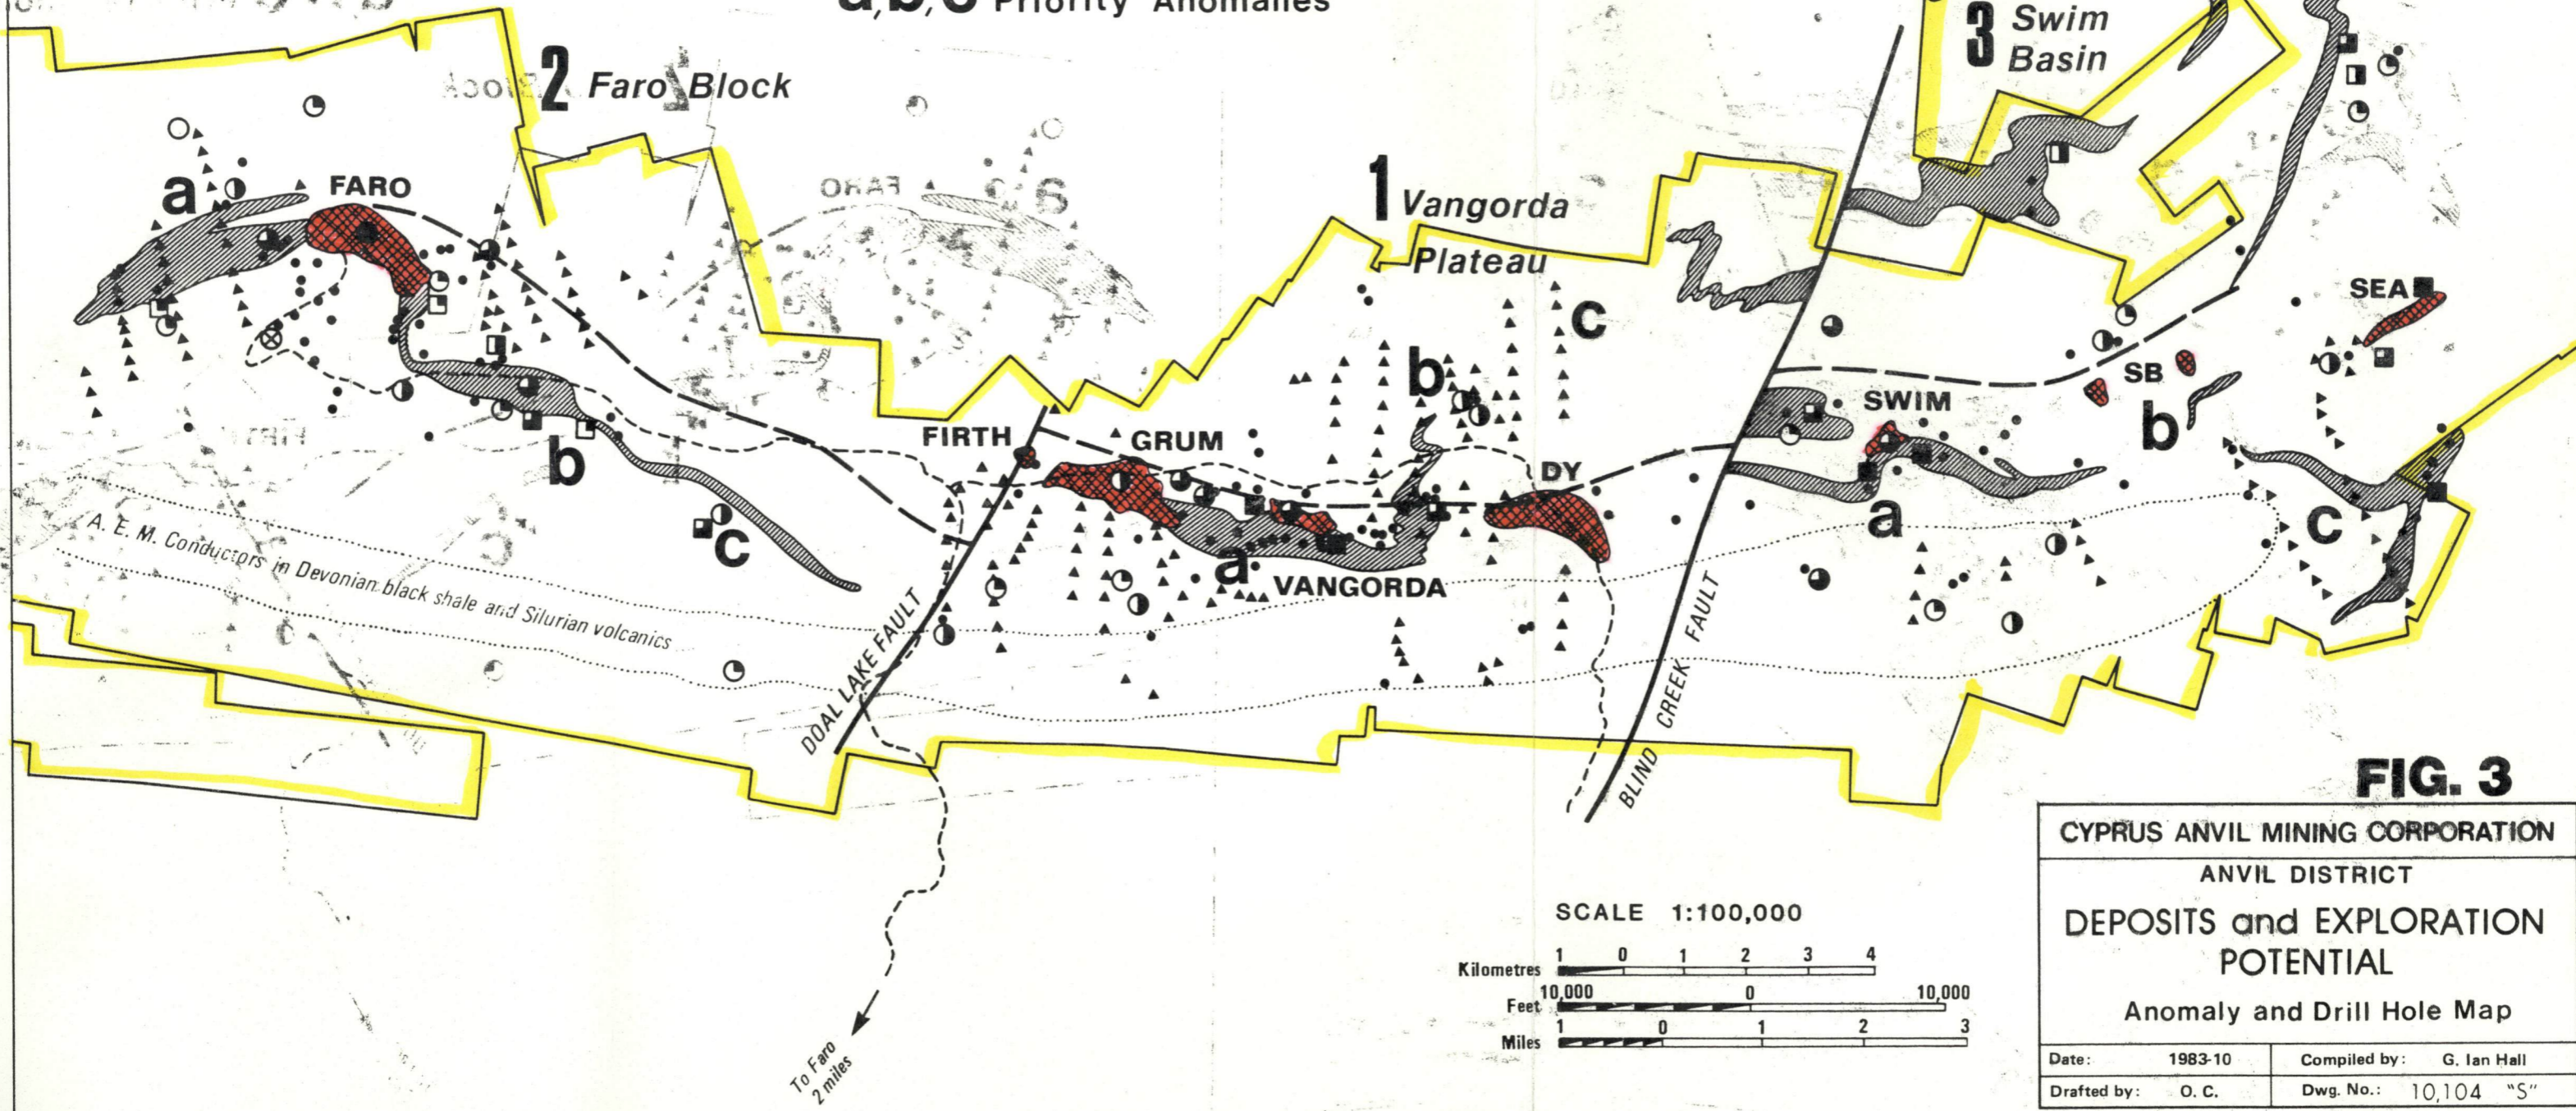 a,b,c Priority Anomalies
2 Faro Block
3 Swim
Basin
1 Vangorda
Plateau
a
FARO
b
c
FIRTH
GRUM
b
c
a
VANGORDA
DY
SWIM
a
SB
b
SEA
c
A. E. M. Conductors in Devonian black shale and Silurian volcanics
DOAL LAKE FAULT
BLIND CREEK FAULT
To Faro
2 miles
SCALE 1:100,000
Kilometres 1 0 1 2 3 4
Feet 10,000 0 10,000
Miles 1 0 1 2 3
FIG. 3
CYPRUS ANVIL MINING CORPORATION
ANVIL DISTRICT
DEPOSITS and EXPLORATION
POTENTIAL
Anomaly and Drill Hole Map
Date: 1983-10 Compiled by: G. Ian Hall
Drafted by: O. C. Dwg. No.: 10,104 "S"